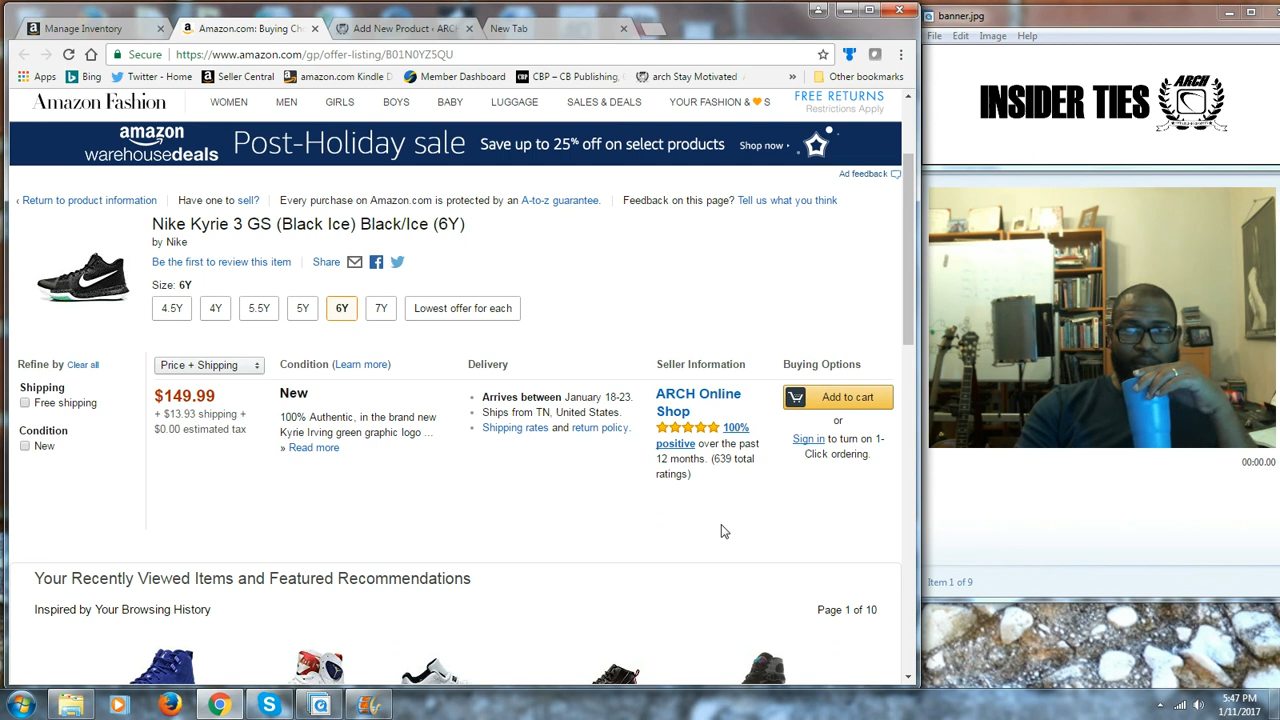 Manage Inventory
Amazon.com: Buying Ch
Add New Product ‹ ARC
New Tab
Secure
https://www.amazon.com/gp/offer-listing/B01N0YZ5QU
Apps
Bing
Twitter - Home
Seller Central
amazon.com Kindle D
Member Dashboard
CBP – CB Publishing,
arch Stay Motivated
»
Other bookmarks
Amazon Fashion
WOMEN MEN GIRLS BOYS BABY LUGGAGE SALES & DEALS YOUR FASHION & S
FREE RETURNS
Restrictions Apply
amazon
warehousedeals
Post-Holiday sale
Save up to 25% off on select products
Shop now ›
Ad feedback
‹ Return to product information
Have one to sell?
Every purchase on Amazon.com is protected by an A-to-z guarantee.
Feedback on this page? Tell us what you think
Nike Kyrie 3 GS (Black Ice) Black/Ice (6Y)
by Nike
Be the first to review this item
Share
Size: 6Y
4.5Y 4Y 5.5Y 5Y 6Y 7Y Lowest offer for each
Refine by Clear all
Shipping
Free shipping
Condition
New
Price + Shipping
$149.99
+ $13.93 shipping +
$0.00 estimated tax
Condition (Learn more)
New
100% Authentic, in the brand new
Kyrie Irving green graphic logo ...
» Read more
Delivery
Arrives between January 18-23.
Ships from TN, United States.
Shipping rates and return policy.
Seller Information
ARCH Online
Shop
100%
positive over the past
12 months. (639 total
ratings)
Buying Options
Add to cart
or
Sign in to turn on 1-
Click ordering.
Your Recently Viewed Items and Featured Recommendations
Inspired by Your Browsing History
Page 1 of 10
banner.jpg
File Edit Image Help
INSIDER TIES
ARCH
00:00.00
Item 1 of 9
5:47 PM
1/11/2017